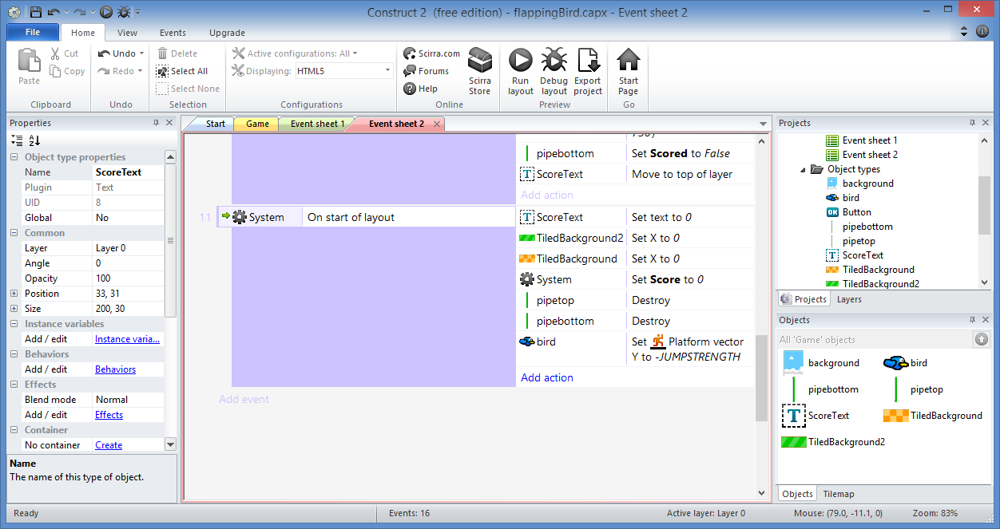 Construct 2 (free edition) - flappingBird.capx - Event sheet 2
File Home View Events Upgrade
Paste
Cut
Copy
Clipboard
Undo
Redo
Undo
Delete
Select All
Select None
Selection
Active configurations: All
Displaying: HTML5
Configurations
Scirra.com
Forums
Help
Scirra
Store
Online
Run
layout
Debug
layout
Export
project
Preview
Start
Page
Go
Properties
Object type properties
Name ScoreText
Plugin Text
UID 8
Global No
Common
Layer Layer 0
Angle 0
Opacity 100
Position 33, 31
Size 200, 30
Instance variables
Add / edit Instance varia...
Behaviors
Add / edit Behaviors
Effects
Blend mode Normal
Add / edit Effects
Container
No container Create
Name
The name of this type of object.
Start Game Event sheet 1 Event sheet 2
pipebottom Set Scored to False
ScoreText Move to top of layer
Add action
11 System On start of layout
ScoreText Set text to 0
TiledBackground2 Set X to 0
TiledBackground Set X to 0
System Set Score to 0
pipetop Destroy
pipebottom Destroy
bird Set Platform vector
Y to -JUMPSTRENGTH
Add action
Add event
Projects
Event sheet 1
Event sheet 2
Object types
background
bird
OK Button
pipebottom
pipetop
T ScoreText
TiledBackground
TiledBackground2
Projects Layers
Objects
All 'Game' objects
background bird
pipebottom pipetop
T ScoreText TiledBackground
TiledBackground2
Objects Tilemap
Ready Events: 16 Active layer: Layer 0 Mouse: (79.0, -11.1, 0) Zoom: 83%